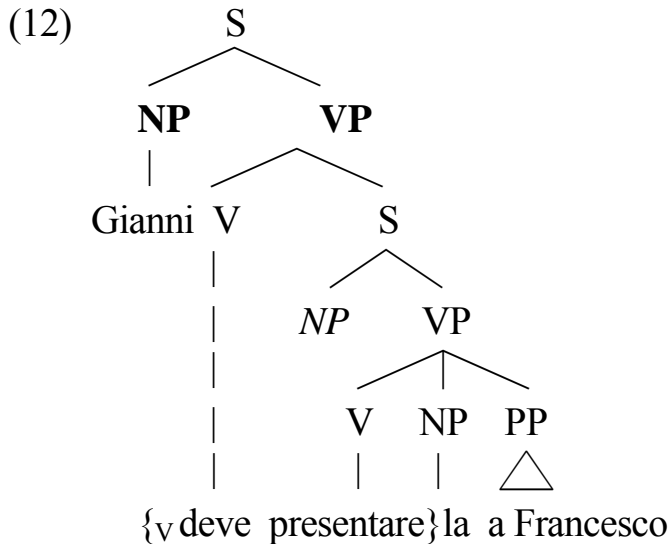 (12) S
NP VP
Gianni V S
NP VP
V NP PP
{V deve presentare}la a Francesco